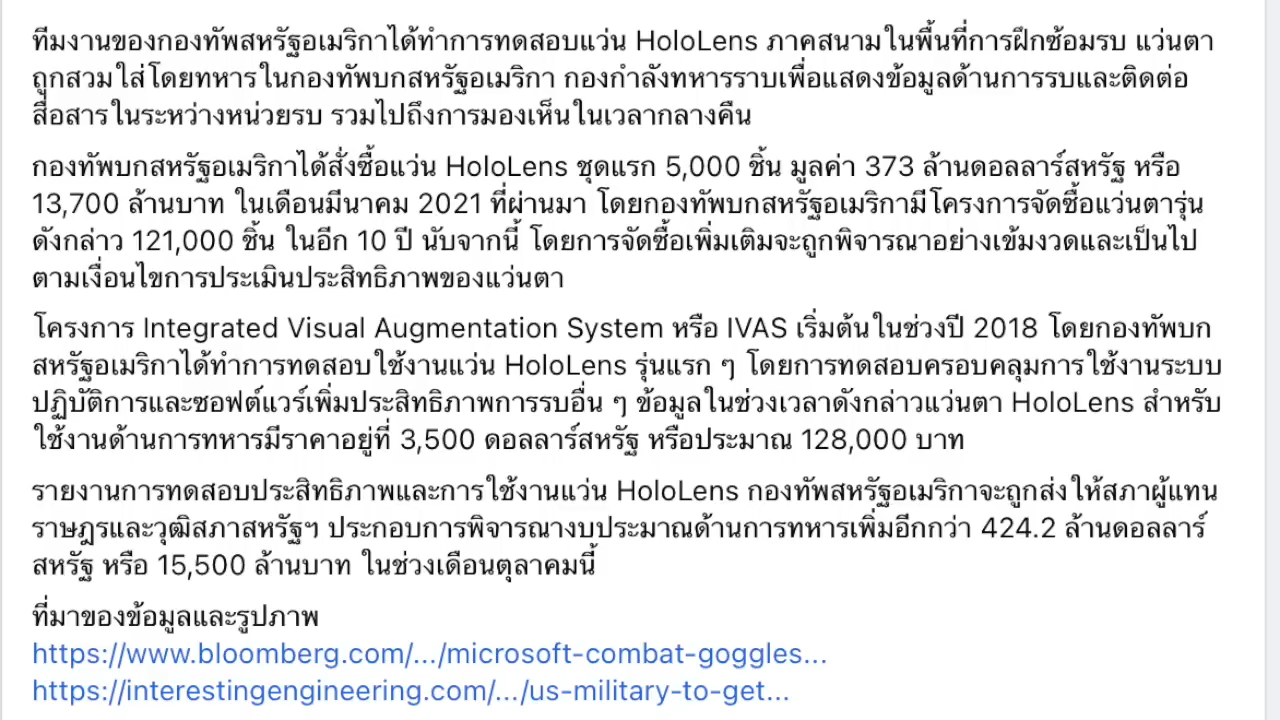 ทีมงานของกองทัพสหรัฐอเมริกาได้ทำการทดสอบแว่น HoloLens ภาคสนามในพื้นที่การฝึกซ้อมรบ แว่นตา
ถูกสวมใส่โดยทหารในกองทัพบกสหรัฐอเมริกา กองกำลังทหารราบเพื่อแสดงข้อมูลด้านการรบและติดต่อ
สื่อสารในระหว่างหน่วยรบ รวมไปถึงการมองเห็นในเวลากลางคืน
กองทัพบกสหรัฐอเมริกาได้สั่งซื้อแว่น HoloLens ชุดแรก 5,000 ชิ้น มูลค่า 373 ล้านดอลลาร์สหรัฐ หรือ
13,700 ล้านบาท ในเดือนมีนาคม 2021 ที่ผ่านมา โดยกองทัพบกสหรัฐอเมริกามีโครงการจัดซื้อแว่นตารุ่น
ดังกล่าว 121,000 ชิ้น ในอีก 10 ปี นับจากนี้ โดยการจัดซื้อเพิ่มเติมจะถูกพิจารณาอย่างเข้มงวดและเป็นไป
ตามเงื่อนไขการประเมินประสิทธิภาพของแว่นตา
โครงการ Integrated Visual Augmentation System หรือ IVAS เริ่มต้นในช่วงปี 2018 โดยกองทัพบก
สหรัฐอเมริกาได้ทำการทดสอบใช้งานแว่น HoloLens รุ่นแรก ๆ โดยการทดสอบครอบคลุมการใช้งานระบบ
ปฏิบัติการและซอฟต์แวร์เพิ่มประสิทธิภาพการรบอื่น ๆ ข้อมูลในช่วงเวลาดังกล่าวแว่นตา HoloLens สำหรับ
ใช้งานด้านการทหารมีราคาอยู่ที่ 3,500 ดอลลาร์สหรัฐ หรือประมาณ 128,000 บาท
รายงานการทดสอบประสิทธิภาพและการใช้งานแว่น HoloLens กองทัพสหรัฐอเมริกาจะถูกส่งให้สภาผู้แทน
ราษฎรและวุฒิสภาสหรัฐฯ ประกอบการพิจารณางบประมาณด้านการทหารเพิ่มอีกกว่า 424.2 ล้านดอลลาร์
สหรัฐ หรือ 15,500 ล้านบาท ในช่วงเดือนตุลาคมนี้
ที่มาของข้อมูลและรูปภาพ
https://www.bloomberg.com/.../microsoft-combat-goggles...
https://interestingengineering.com/.../us-military-to-get...